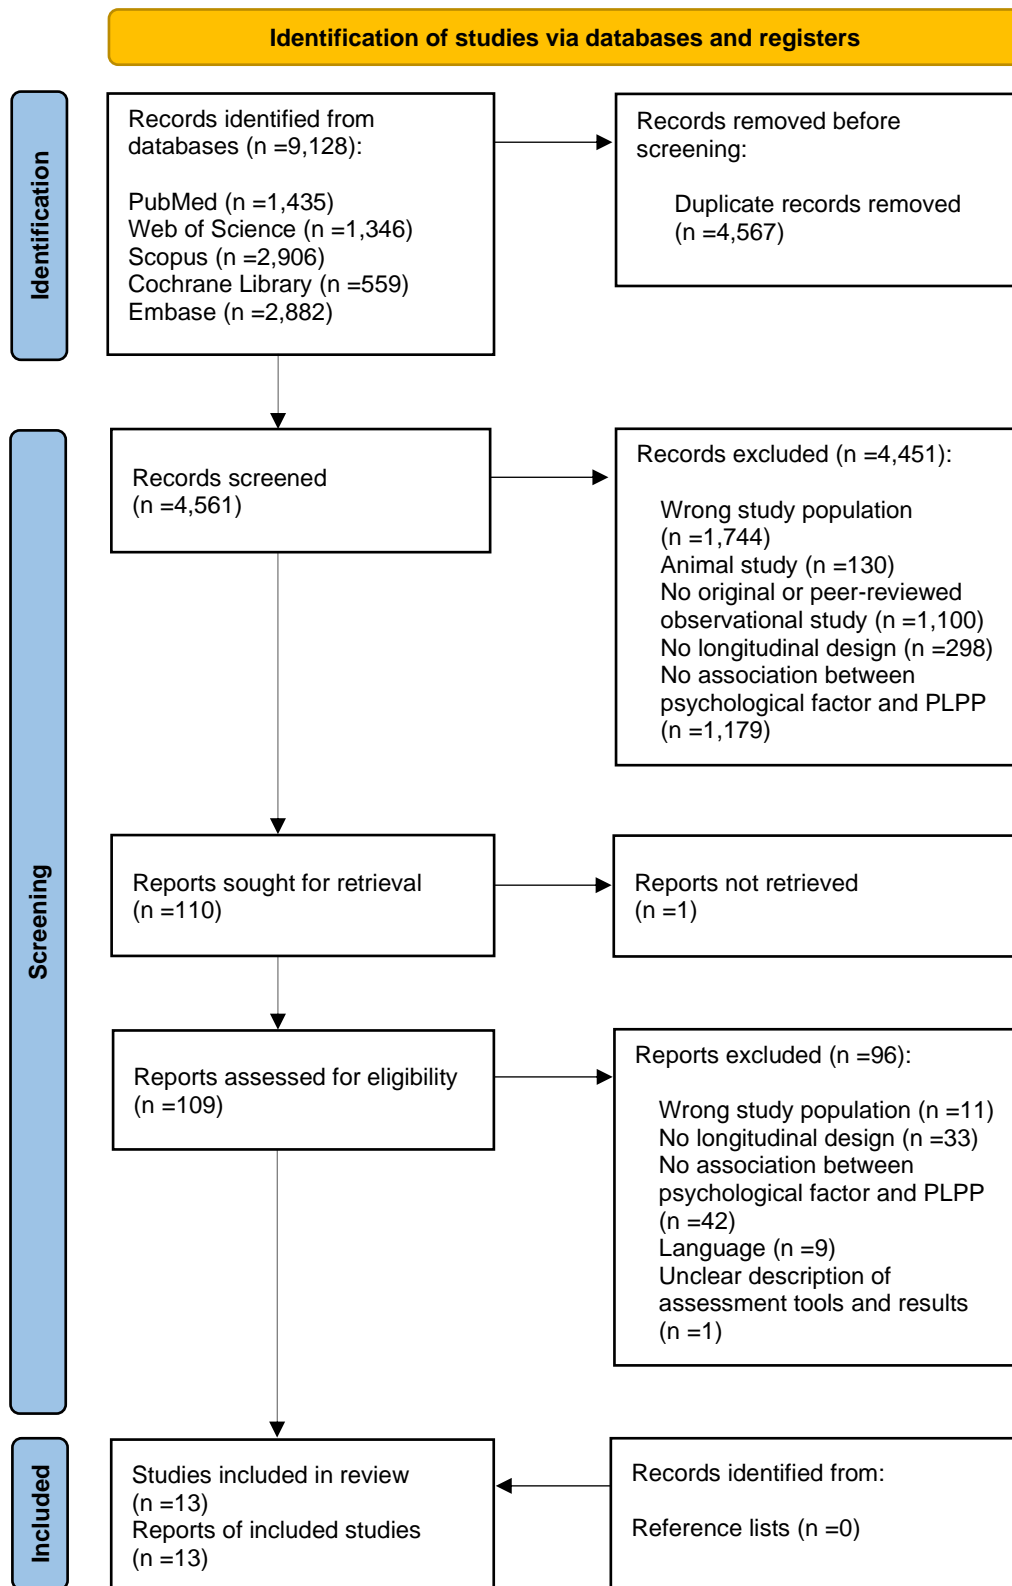 Identification of studies via databases and registers
Identification
Records identified from
databases (n =9,128):
PubMed (n =1,435)
Web of Science (n =1,346)
Scopus (n =2,906)
Cochrane Library (n =559)
Embase (n =2,882)
Records removed before
screening:
Duplicate records removed
(n =4,567)
Screening
Records screened
(n =4,561)
Records excluded (n =4,451):
Wrong study population
(n =1,744)
Animal study (n =130)
No original or peer-reviewed
observational study (n =1,100)
No longitudinal design (n =298)
No association between
psychological factor and PLPP
(n =1,179)
Reports sought for retrieval
(n =110)
Reports not retrieved
(n =1)
Reports assessed for eligibility
(n =109)
Reports excluded (n =96):
Wrong study population (n =11)
No longitudinal design (n =33)
No association between
psychological factor and PLPP
(n =42)
Language (n =9)
Unclear description of
assessment tools and results
(n =1)
Included
Studies included in review
(n =13)
Reports of included studies
(n =13)
Records identified from:
Reference lists (n =0)